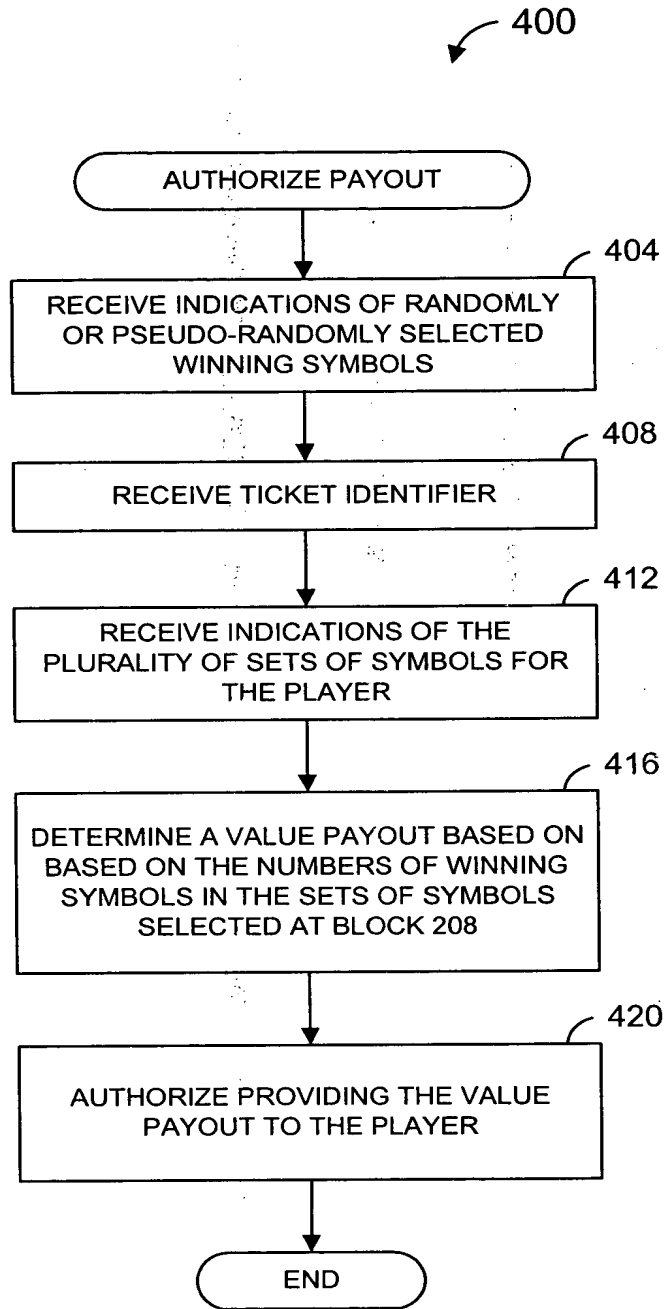 400
AUTHORIZE PAYOUT
404
RECEIVE INDICATIONS OF RANDOMLY
OR PSEUDO-RANDOMLY SELECTED
WINNING SYMBOLS
408
RECEIVE TICKET IDENTIFIER
412
RECEIVE INDICATIONS OF THE
PLURALITY OF SETS OF SYMBOLS FOR
THE PLAYER
416
DETERMINE A VALUE PAYOUT BASED ON
BASED ON THE NUMBERS OF WINNING
SYMBOLS IN THE SETS OF SYMBOLS
SELECTED AT BLOCK 208
420
AUTHORIZE PROVIDING THE VALUE
PAYOUT TO THE PLAYER
END